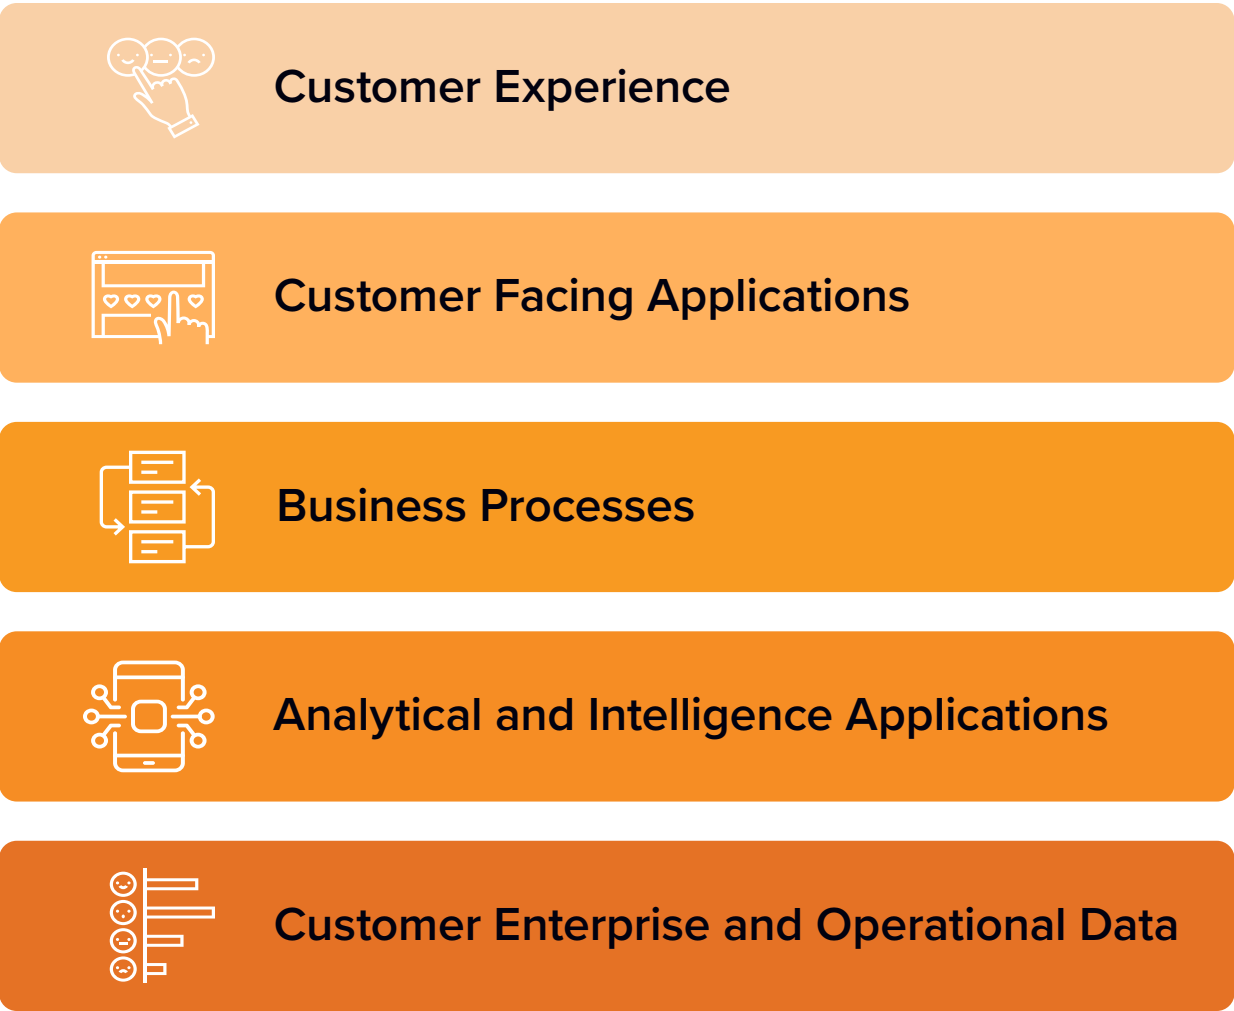 Customer Experience
Customer Facing Applications
Business Processes
Analytical and Intelligence Applications
Customer Enterprise and Operational Data